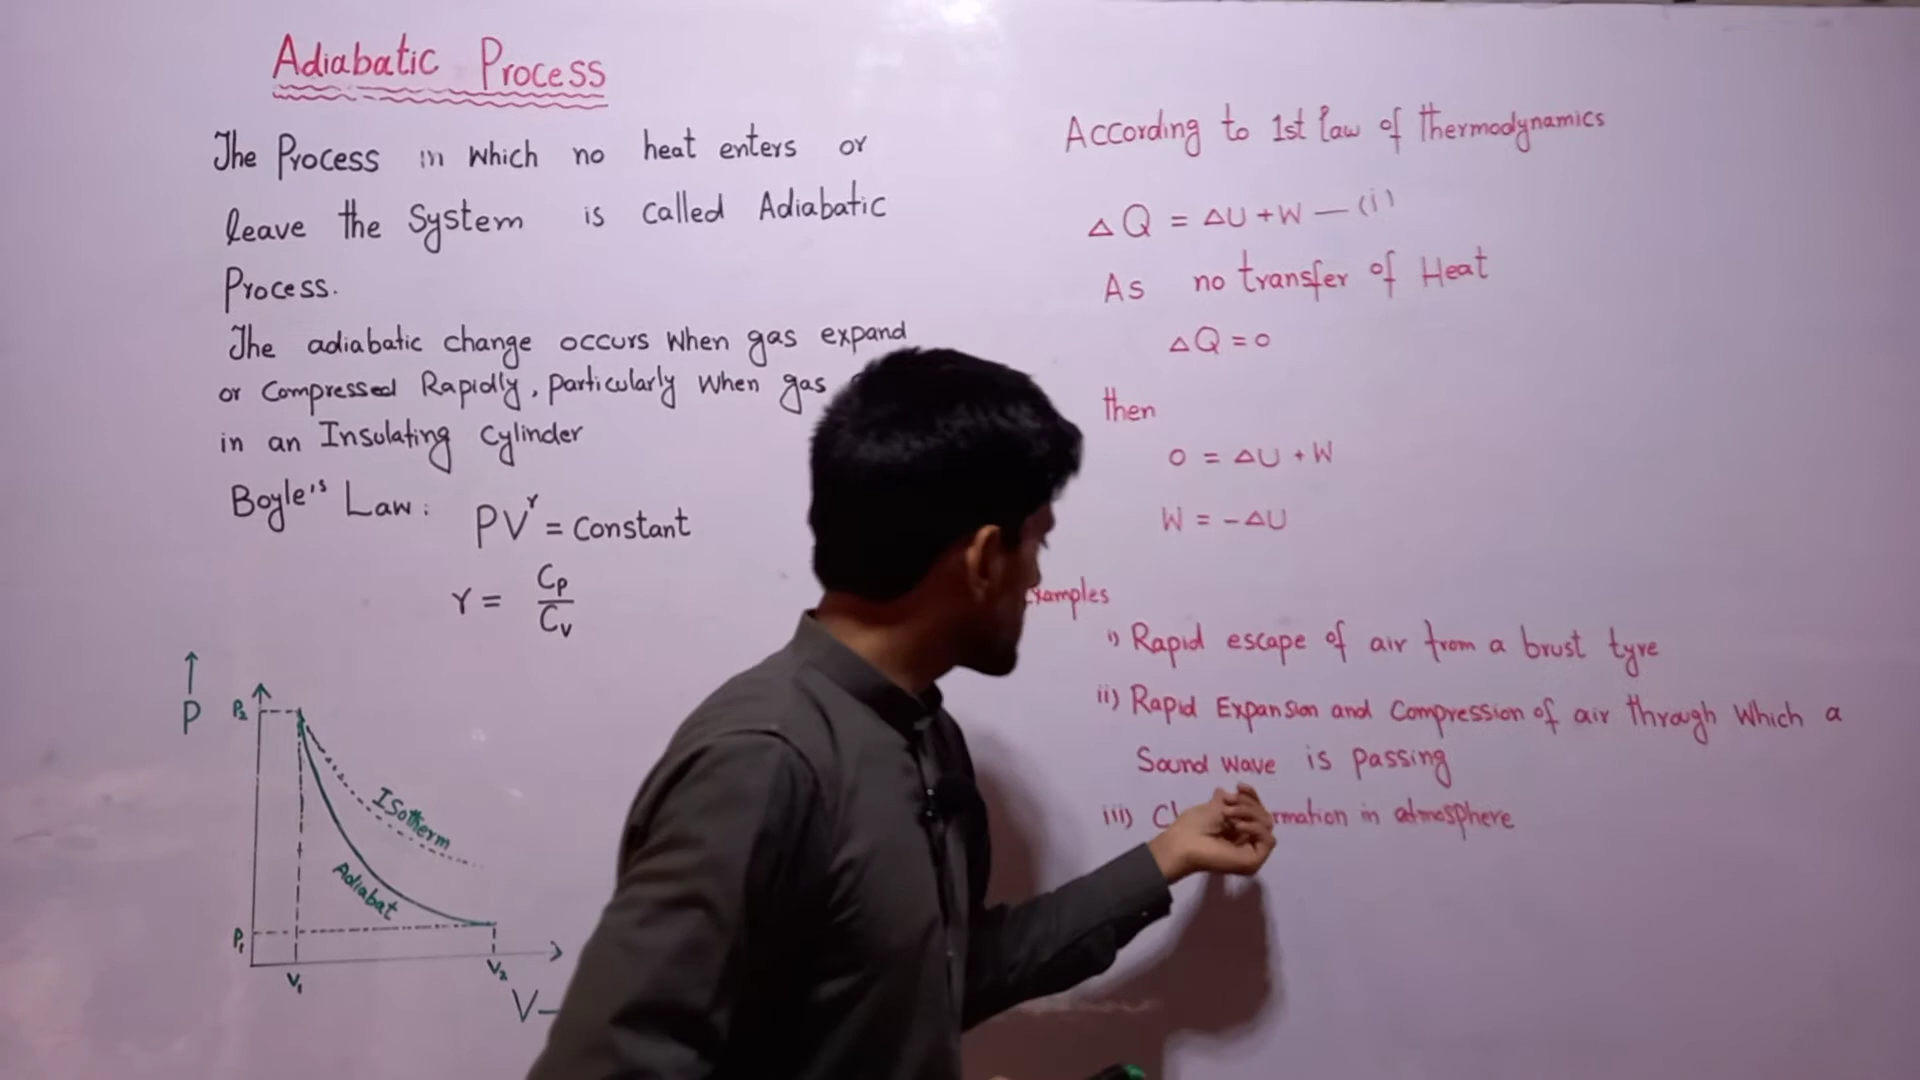 Adiabatic Process
The Process in which no heat enters or
leave the System is called Adiabatic
Process.
The adiabatic change occurs when gas expand
or Compressed Rapidly, particularly when gas
in an Insulating Cylinder
Boyle's Law: PV^γ = Constant
γ = Cp/Cv
P
P2
Isotherm
Adiabat
P1
V1
V2
V
According to 1st law of thermodynamics
ΔQ = ΔU + W — (i)
As no transfer of Heat
ΔQ = 0
then
0 = ΔU + W
W = -ΔU
Examples
i) Rapid escape of air from a brust tyre
ii) Rapid Expansion and Compression of air through which a
Sound wave is passing
iii) in atmosphere